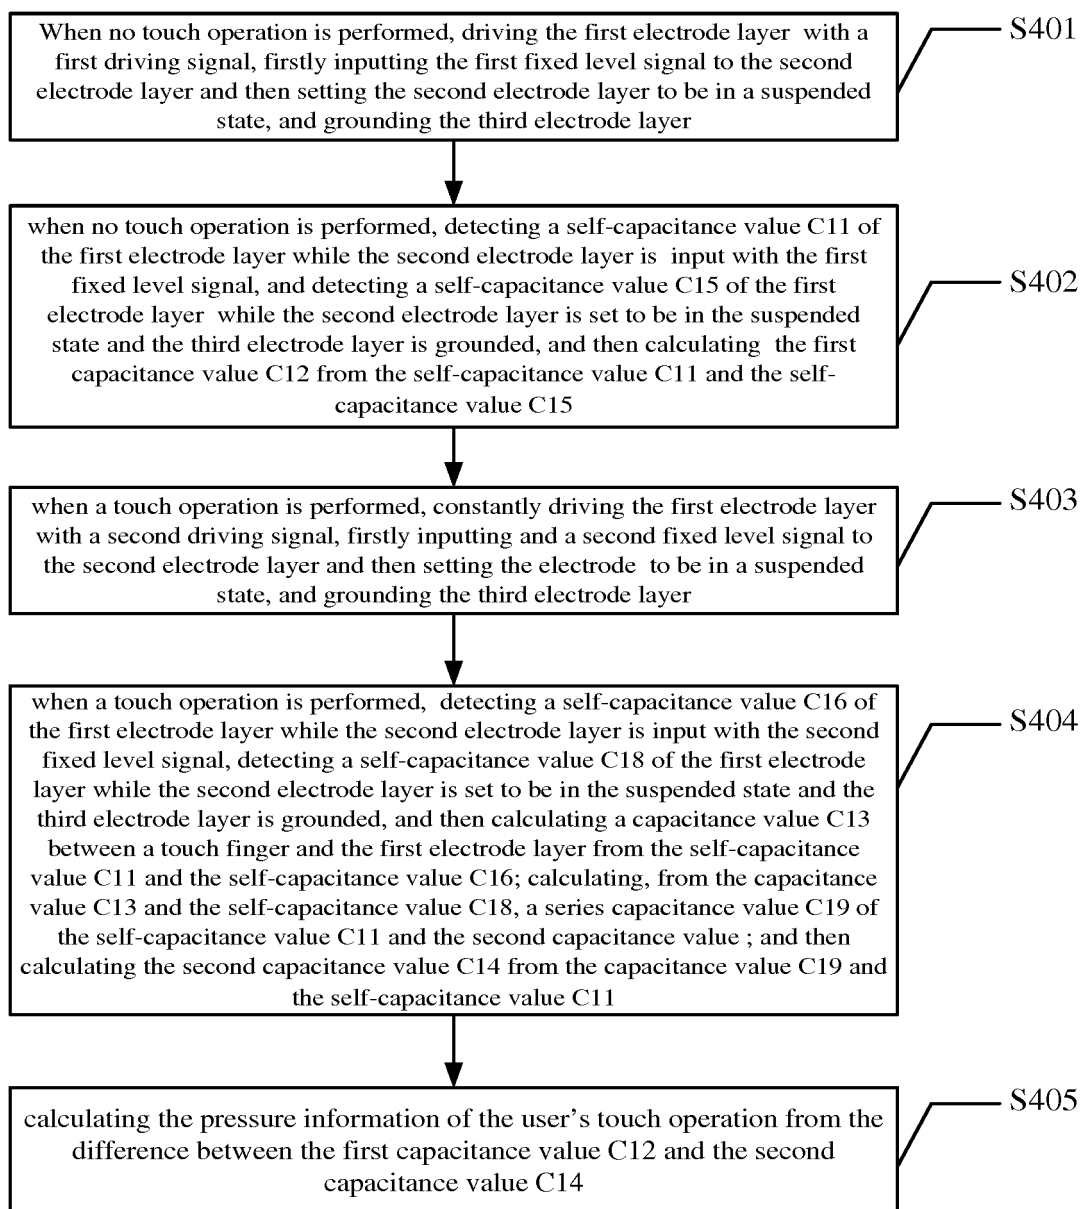 When no touch operation is performed, driving the first electrode layer with a
first driving signal, firstly inputting the first fixed level signal to the second
electrode layer and then setting the second electrode layer to be in a suspended
state, and grounding the third electrode layer
S401
when no touch operation is performed, detecting a self-capacitance value C11 of
the first electrode layer while the second electrode layer is input with the first
fixed level signal, and detecting a self-capacitance value C15 of the first
electrode layer while the second electrode layer is set to be in the suspended
state and the third electrode layer is grounded, and then calculating the first
capacitance value C12 from the self-capacitance value C11 and the self-
capacitance value C15
S402
when a touch operation is performed, constantly driving the first electrode layer
with a second driving signal, firstly inputting and a second fixed level signal to
the second electrode layer and then setting the electrode to be in a suspended
state, and grounding the third electrode layer
S403
when a touch operation is performed, detecting a self-capacitance value C16 of
the first electrode layer while the second electrode layer is input with the second
fixed level signal, detecting a self-capacitance value C18 of the first electrode
layer while the second electrode layer is set to be in the suspended state and the
third electrode layer is grounded, and then calculating a capacitance value C13
between a touch finger and the first electrode layer from the self-capacitance
value C11 and the self-capacitance value C16; calculating, from the capacitance
value C13 and the self-capacitance value C18, a series capacitance value C19 of
the self-capacitance value C11 and the second capacitance value ; and then
calculating the second capacitance value C14 from the capacitance value C19 and
the self-capacitance value C11
S404
calculating the pressure information of the user's touch operation from the
difference between the first capacitance value C12 and the second
capacitance value C14
S405